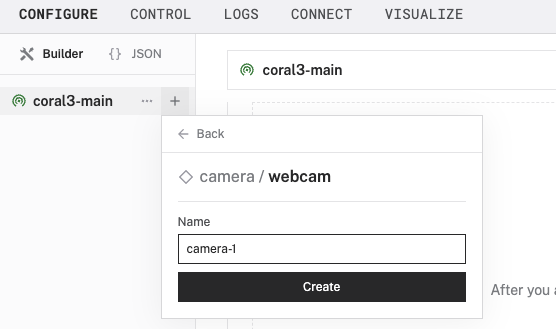 CONFIGURE CONTROL LOGS CONNECT VISUALIZE
Builder {} JSON
coral3-main ... +
coral3-main
← Back
camera / webcam
Name
camera-1
Create
After you a